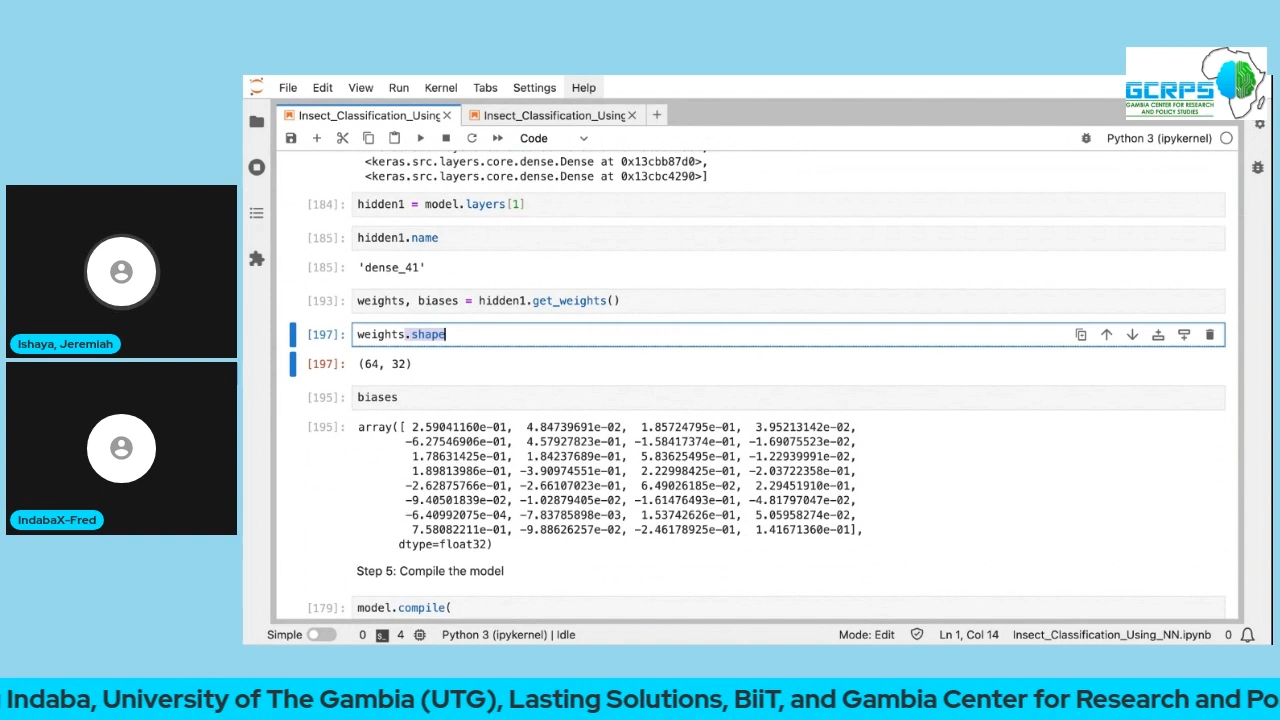 GCRPS
GAMBIA CENTER FOR RESEARCH
AND POLICY STUDIES
File Edit View Run Kernel Tabs Settings Help
Insect_Classification_Using Insect_Classification_Using
Code
Python 3 (ipykernel)
<keras.src.layers.core.dense.Dense at 0x13cbb87d0>,
<keras.src.layers.core.dense.Dense at 0x13cbc4290>]
[184]: hidden1 = model.layers[1]
[185]: hidden1.name
[185]: 'dense_41'
[193]: weights, biases = hidden1.get_weights()
[197]: weights.shape
[197]: (64, 32)
[195]: biases
[195]: array([ 2.59041160e-01, 4.84739691e-02, 1.85724795e-01, 3.95213142e-02,
-6.27546906e-02, 4.57927823e-01, -1.58417374e-01, -1.69075523e-02,
1.78631425e-01, 1.84237689e-01, 5.83625495e-01, -1.22939991e-02,
1.89813986e-01, -3.90974551e-01, 2.22998425e-01, -2.03722358e-01,
-2.62875766e-01, -2.66107023e-01, 6.49026185e-02, 2.29451910e-01,
-9.40501839e-02, -1.02879405e-02, -1.61476493e-01, -4.81797047e-02,
-6.40992075e-04, -7.83785898e-03, 1.53742626e-01, 5.05958274e-02,
7.58082211e-01, -9.88626257e-02, -2.46178925e-01, 1.41671360e-01],
dtype=float32)
Step 5: Compile the model
[179]: model.compile(
Simple 0 4 Python 3 (ipykernel) | Idle Mode: Edit Ln 1, Col 14 Insect_Classification_Using_NN.ipynb 0
Ishaya, Jeremiah
IndabaX-Fred
Indaba, University of The Gambia (UTG), Lasting Solutions, BiiT, and Gambia Center for Research and Po